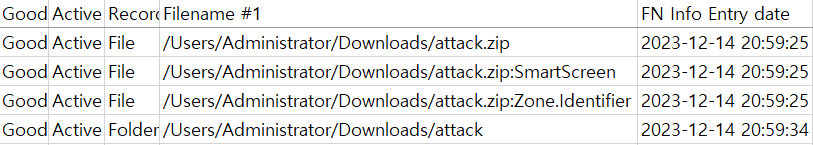 Good Active Recor Filename #1 FN Info Entry date
Good Active File /Users/Administrator/Downloads/attack.zip 2023-12-14 20:59:25
Good Active File /Users/Administrator/Downloads/attack.zip:SmartScreen 2023-12-14 20:59:25
Good Active File /Users/Administrator/Downloads/attack.zip:Zone.Identifier 2023-12-14 20:59:25
Good Active Folder /Users/Administrator/Downloads/attack 2023-12-14 20:59:34